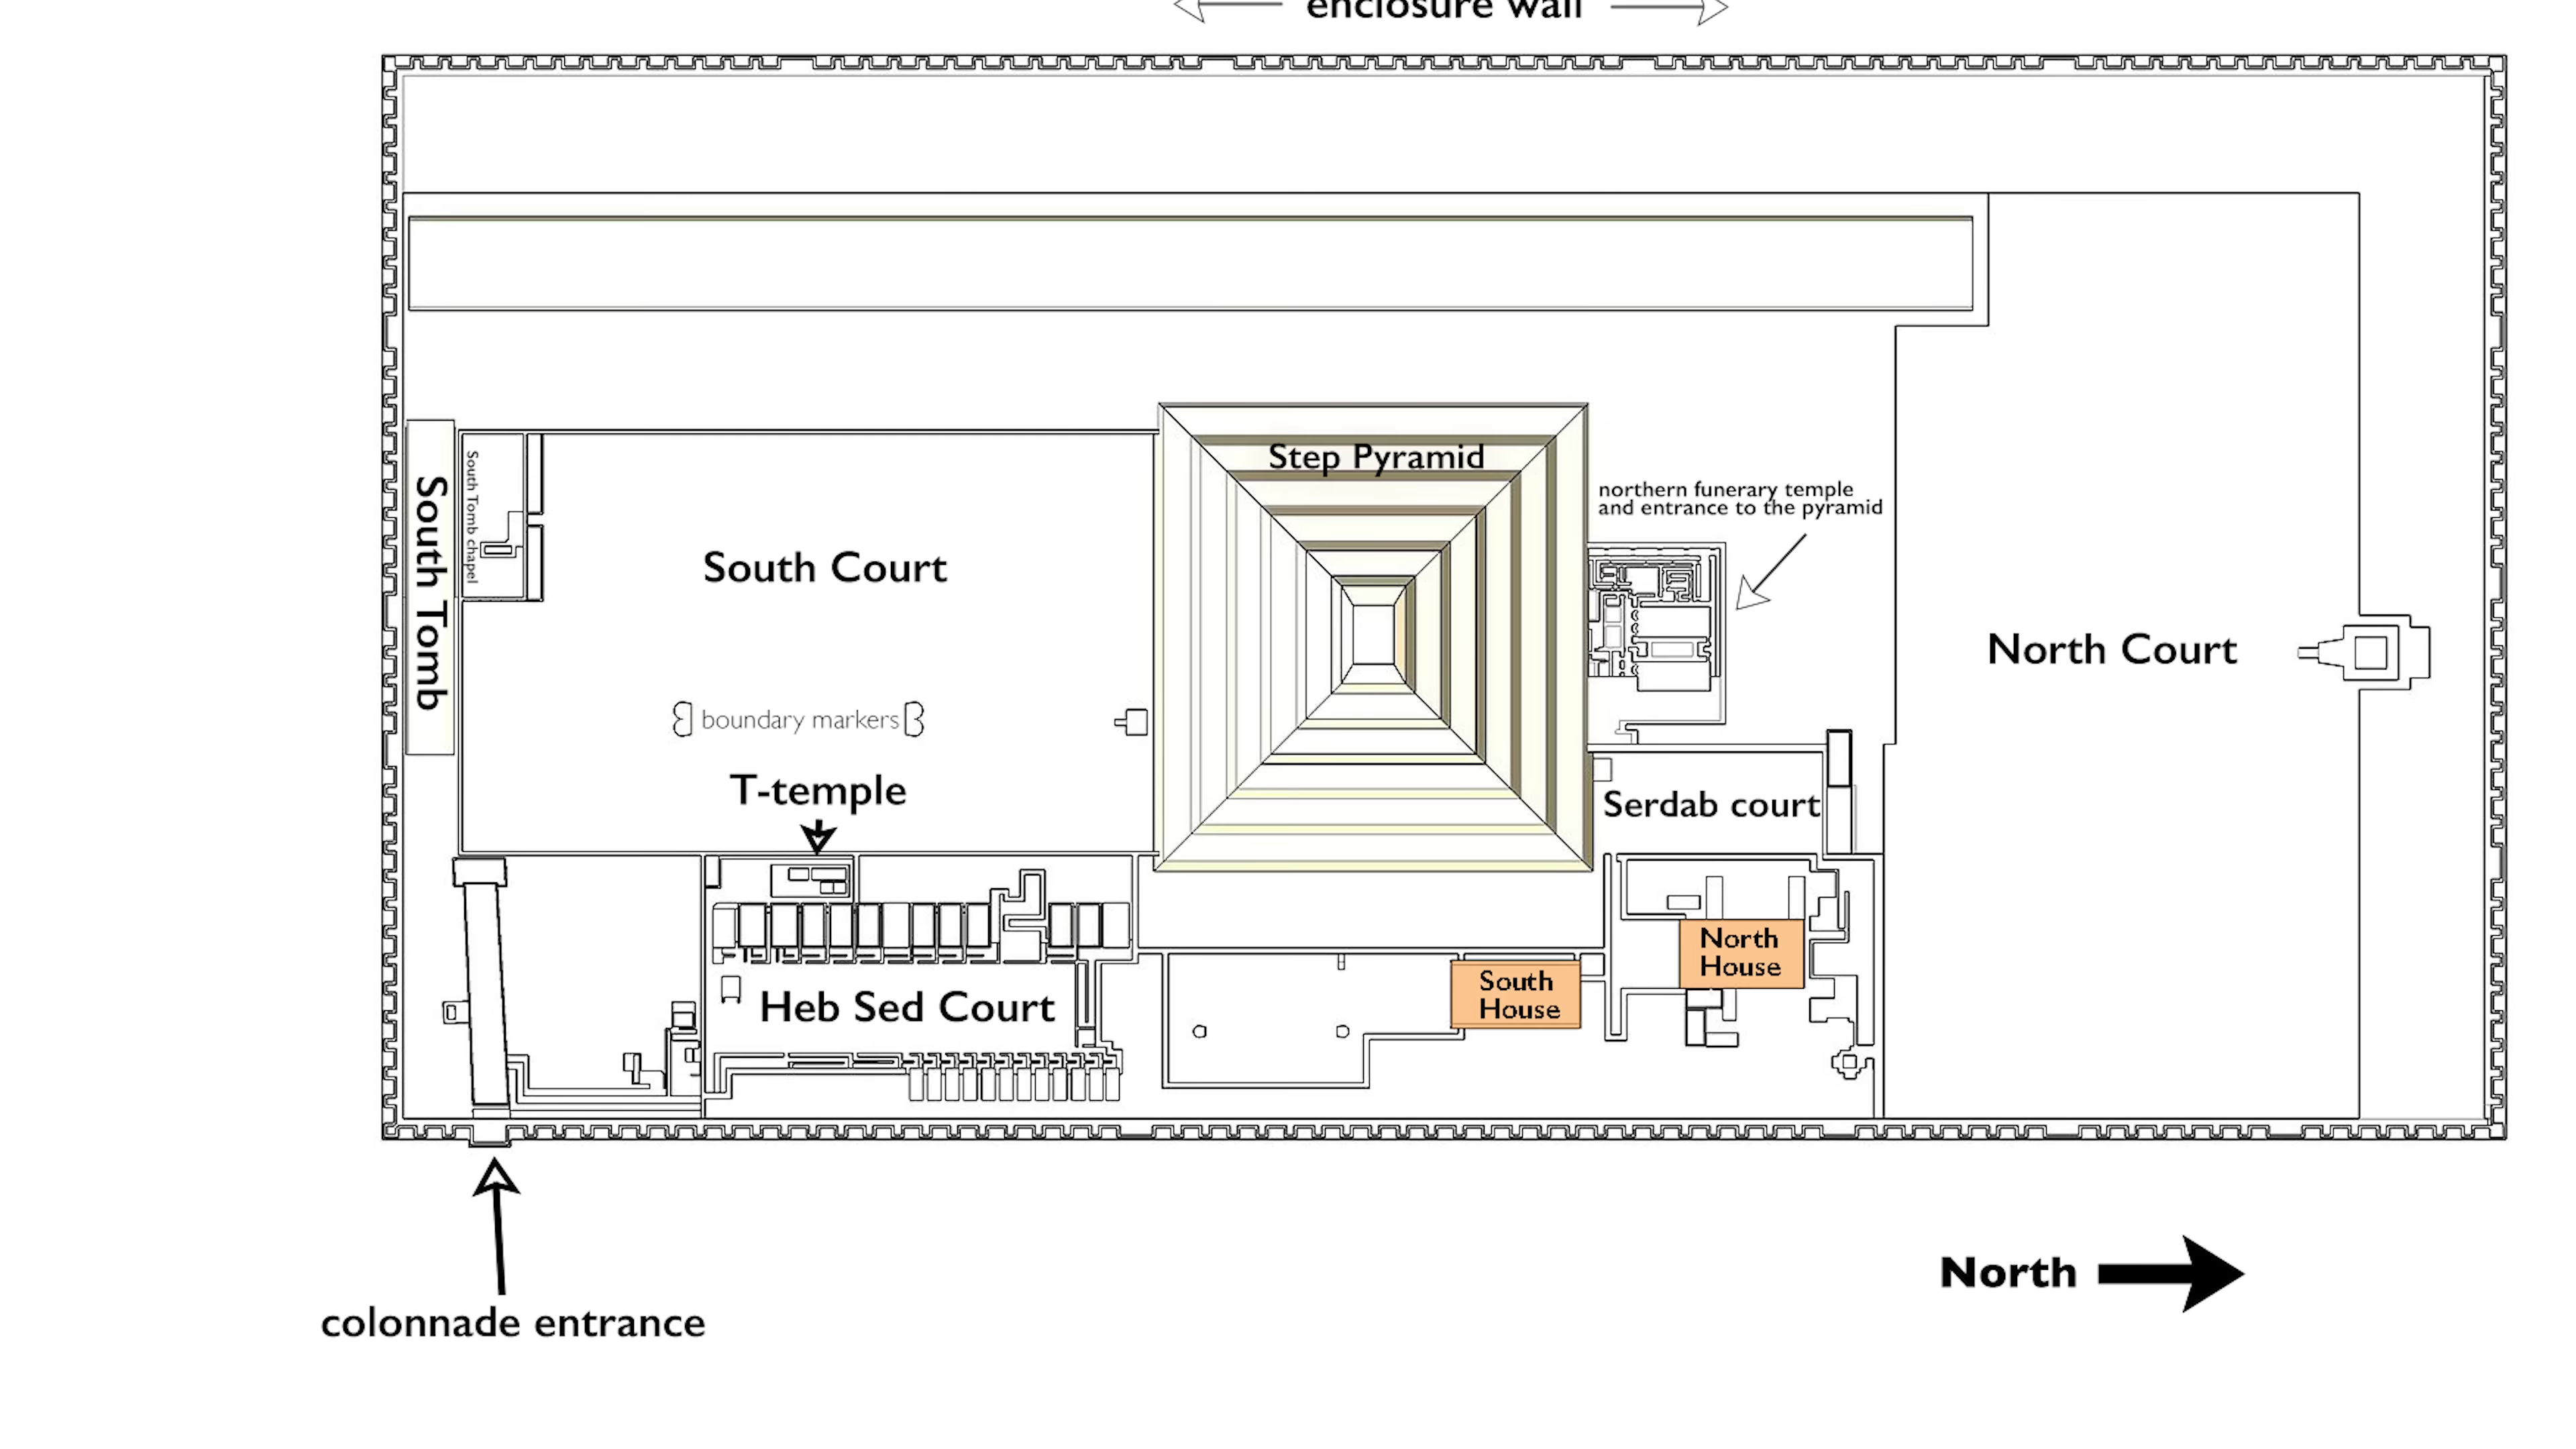 enclosure wall
Step Pyramid
northern funerary temple
and entrance to the pyramid
South Tomb
South Tomb chapel
South Court
North Court
boundary markers
T-temple
Serdab court
North
House
South
House
Heb Sed Court
North
colonnade entrance